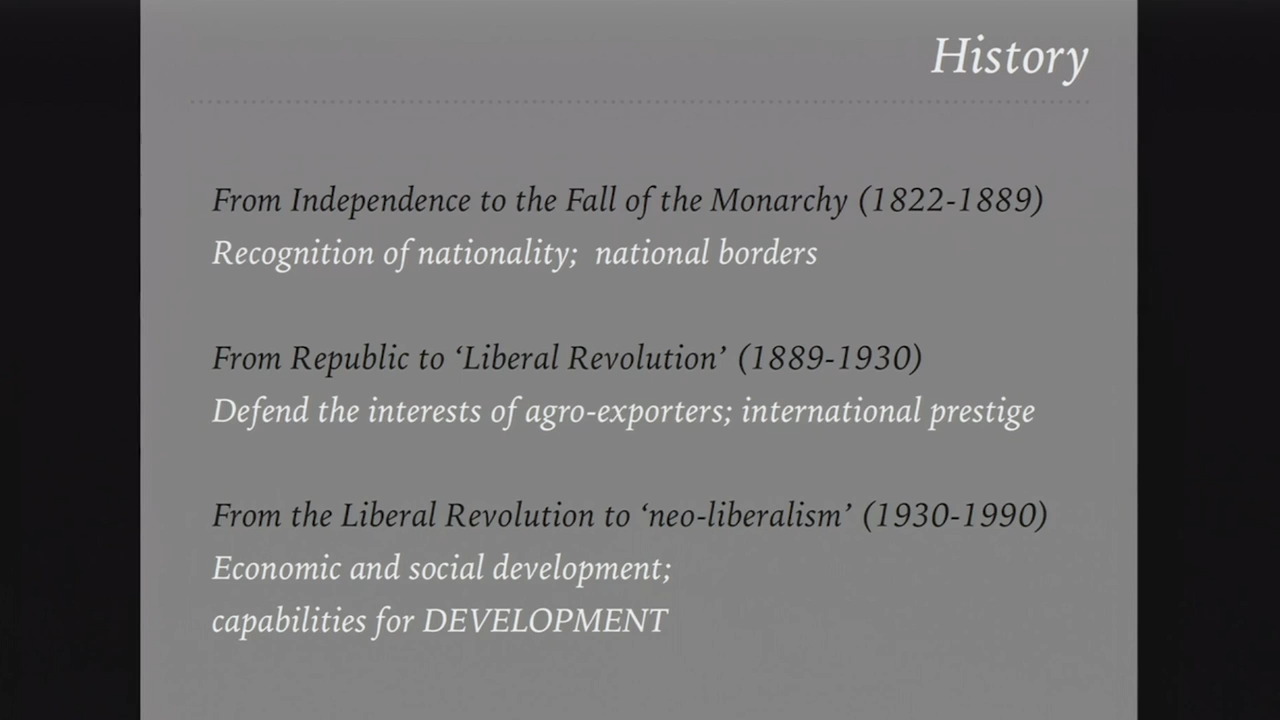 History
From Independence to the Fall of the Monarchy (1822-1889)
Recognition of nationality; national borders
From Republic to ‘Liberal Revolution’ (1889-1930)
Defend the interests of agro-exporters; international prestige
From the Liberal Revolution to ‘neo-liberalism’ (1930-1990)
Economic and social development;
capabilities for DEVELOPMENT